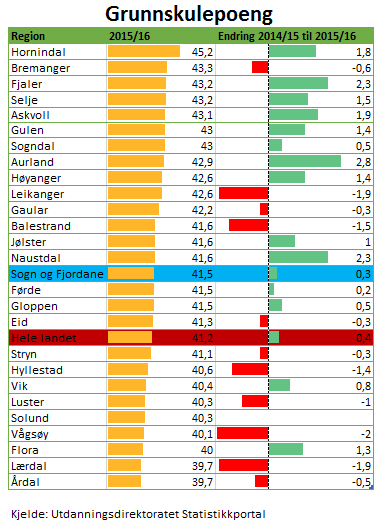 Grunnskulepoeng
Region 2015/16 Endring 2014/15 til 2015/16
Hornindal 45,2 1,8
Bremanger 43,3 -0,6
Fjaler 43,2 2,3
Selje 43,2 1,5
Askvoll 43,1 1,9
Gulen 43 1,4
Sogndal 43 0,5
Aurland 42,9 2,8
Høyanger 42,6 1,4
Leikanger 42,6 -1,9
Gaular 42,2 -0,3
Balestrand 41,6 -1,5
Jølster 41,6 1
Naustdal 41,6 2,3
Sogn og Fjordane 41,5 0,3
Førde 41,5 0,2
Gloppen 41,5 0,5
Eid 41,3 -0,3
Hele landet 41,2 0,4
Stryn 41,1 -0,3
Hyllestad 40,6 -1,4
Vik 40,4 0,8
Luster 40,3 -1
Solund 40,3
Vågsøy 40,1 -2
Flora 40 1,3
Lærdal 39,7 -1,9
Årdal 39,7 -0,5
Kjelde: Utdanningsdirektoratet Statistikkportal